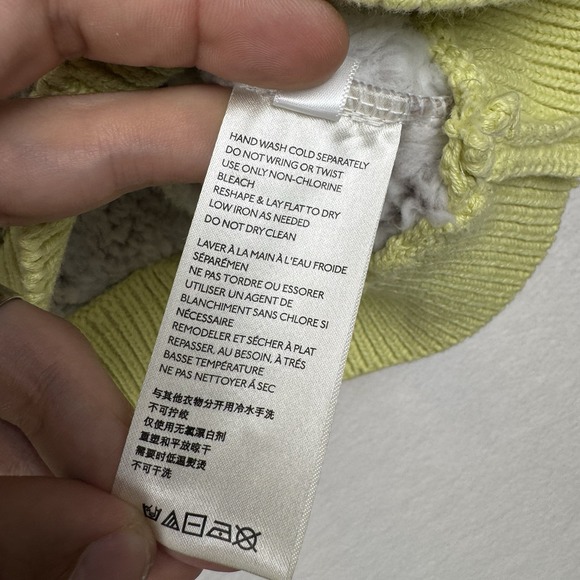 HAND WASH COLD SEPARATELY
DO NOT WRING OR TWIST
USE ONLY NON-CHLORINE
BLEACH
RESHAPE & LAY FLAT TO DRY
LOW IRON AS NEEDED
DO NOT DRY CLEAN
LAVER À LA MAIN À L'EAU FROIDE
SÉPARÉMEN
NE PAS TORDRE OU ESSORER
UTILISER UN AGENT DE
BLANCHIMENT SANS CHLORE SI
NÉCESSAIRE
REMODELER ET SÉCHER À PLAT
REPASSER, AU BESOIN, À TRÉS
BASSE TEMPÉRATURE
NE PAS NETTOYER À SEC
与其他衣物分开用冷水手洗
不可拧绞
仅使用无氯漂白剂
重塑和平放晾干
需要时低温熨烫
不可干洗